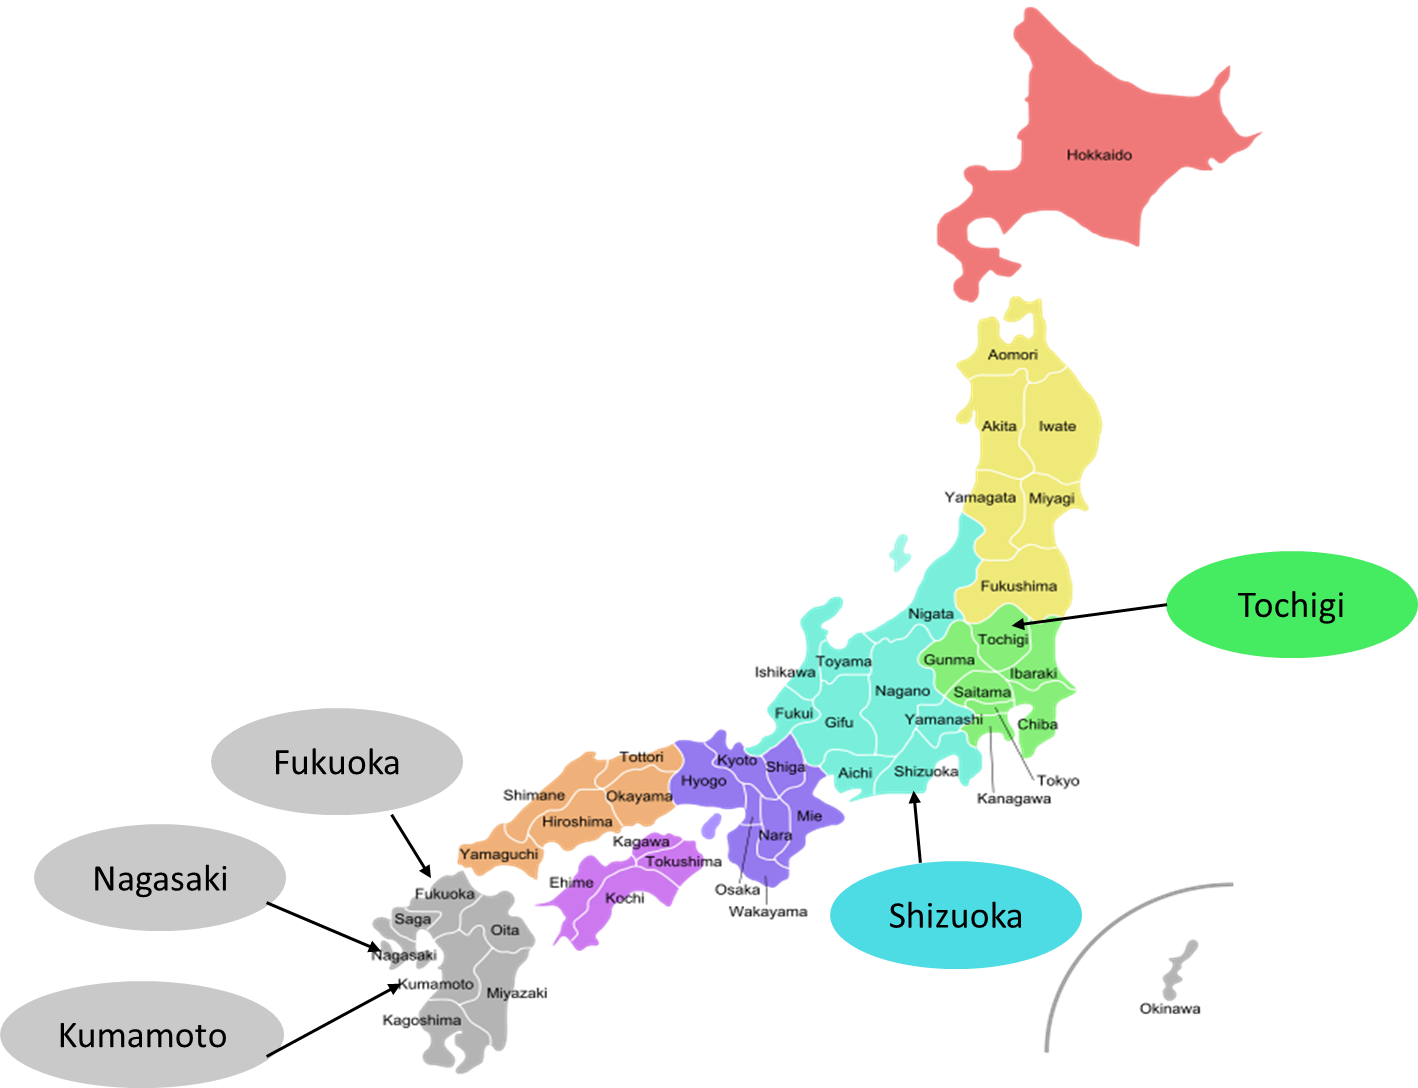 Hokkaido
Aomori
Akita
Iwate
Yamagata
Miyagi
Fukushima
Tochigi
Nigata
Tochigi
Toyama
Gunma
Ishikawa
Ibaraki
Nagano
Saitama
Fukui
Gifu
Yamanashi
Chiba
Fukuoka
Tottori
Kyoto
Shiga
Aichi
Shizuoka
Hyogo
Tokyo
Shimane
Okayama
Kanagawa
Mie
Hiroshima
Nara
Kagawa
Yamaguchi
Tokushima
Nagasaki
Ehime
Osaka
Fukuoka
Kochi
Wakayama
Shizuoka
Saga
Oita
Nagasaki
Kumamoto
Miyazaki
Okinawa
Kagoshima
Kumamoto